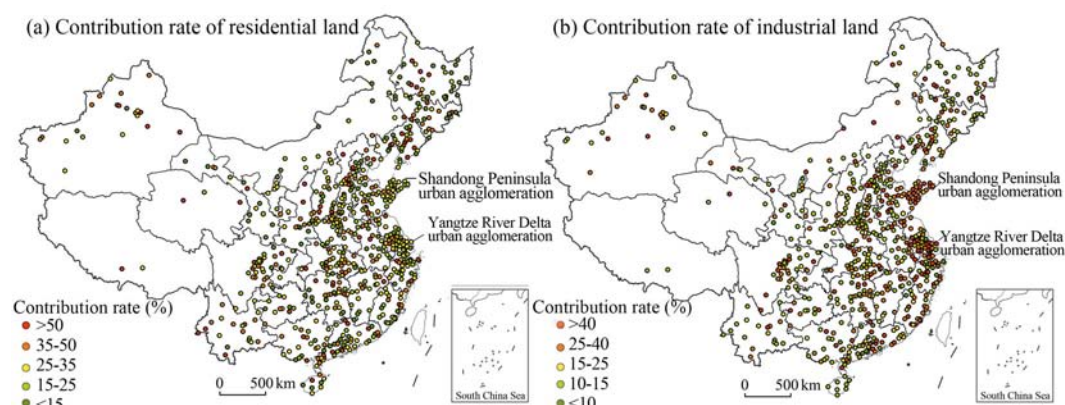 (a) Contribution rate of residential land
Shandong Peninsula
urban agglomeration
Yangtze River Delta
urban agglomeration
Contribution rate (%)
>50
35-50
25-35
15-25
<15
0 500 km
South China Sea
(b) Contribution rate of industrial land
Shandong Peninsula
urban agglomeration
Yangtze River Delta
urban agglomeration
Contribution rate (%)
>40
25-40
15-25
10-15
<10
0 500 km
South China Sea